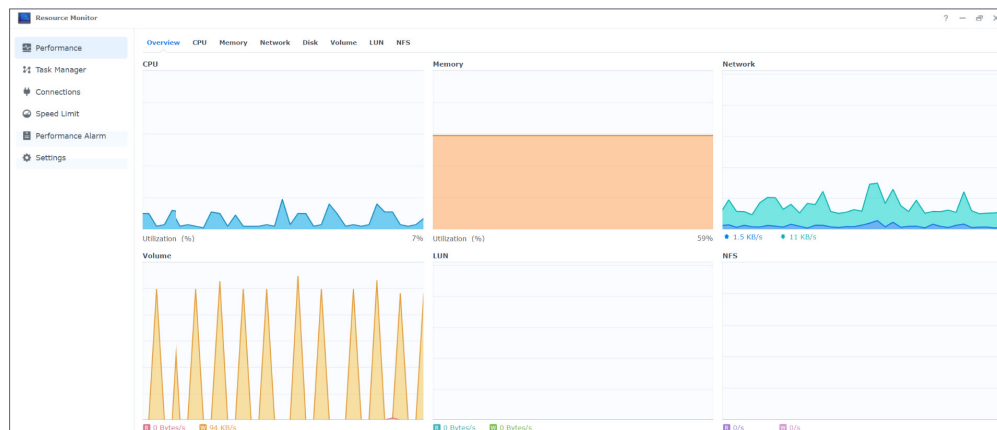 Resource Monitor
Performance
Task Manager
Connections
Speed Limit
Performance Alarm
Settings
Overview CPU Memory Network Disk Volume LUN NFS
CPU Memory Network
Utilization (%) 7% Utilization (%) 59% 1.5 KB/s 11 KB/s
Volume LUN NFS
R 0 Bytes/s W 94 KB/s R 0 Bytes/s W 0 Bytes/s R 0/s W 0/s